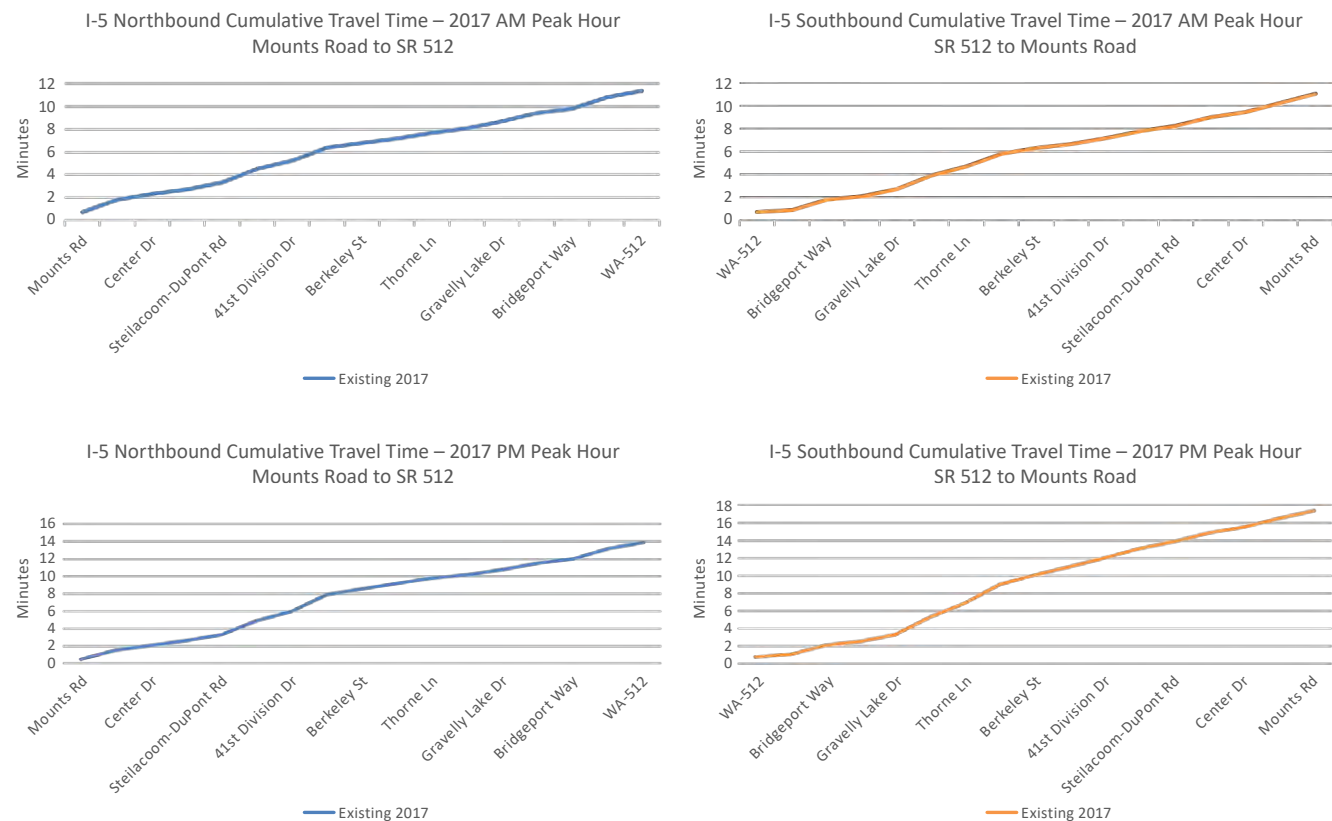 I-5 Northbound Cumulative Travel Time – 2017 AM Peak Hour
Mounts Road to SR 512
12
10
8
6
4
2
0
Minutes
Mounts Rd
Center Dr
Steilacoom-DuPont Rd
41st Division Dr
Berkeley St
Thorne Ln
Gravelly Lake Dr
Bridgeport Way
WA-512
Existing 2017
I-5 Southbound Cumulative Travel Time – 2017 AM Peak Hour
SR 512 to Mounts Road
12
10
8
6
4
2
0
Minutes
WA-512
Bridgeport Way
Gravelly Lake Dr
Thorne Ln
Berkeley St
41st Division Dr
Steilacoom-DuPont Rd
Center Dr
Mounts Rd
Existing 2017
I-5 Northbound Cumulative Travel Time – 2017 PM Peak Hour
Mounts Road to SR 512
16
14
12
10
8
6
4
2
0
Minutes
Mounts Rd
Center Dr
Steilacoom-DuPont Rd
41st Division Dr
Berkeley St
Thorne Ln
Gravelly Lake Dr
Bridgeport Way
WA-512
Existing 2017
I-5 Southbound Cumulative Travel Time – 2017 PM Peak Hour
SR 512 to Mounts Road
18
16
14
12
10
8
6
4
2
0
Minutes
WA-512
Bridgeport Way
Gravelly Lake Dr
Thorne Ln
Berkeley St
41st Division Dr
Steilacoom-DuPont Rd
Center Dr
Mounts Rd
Existing 2017